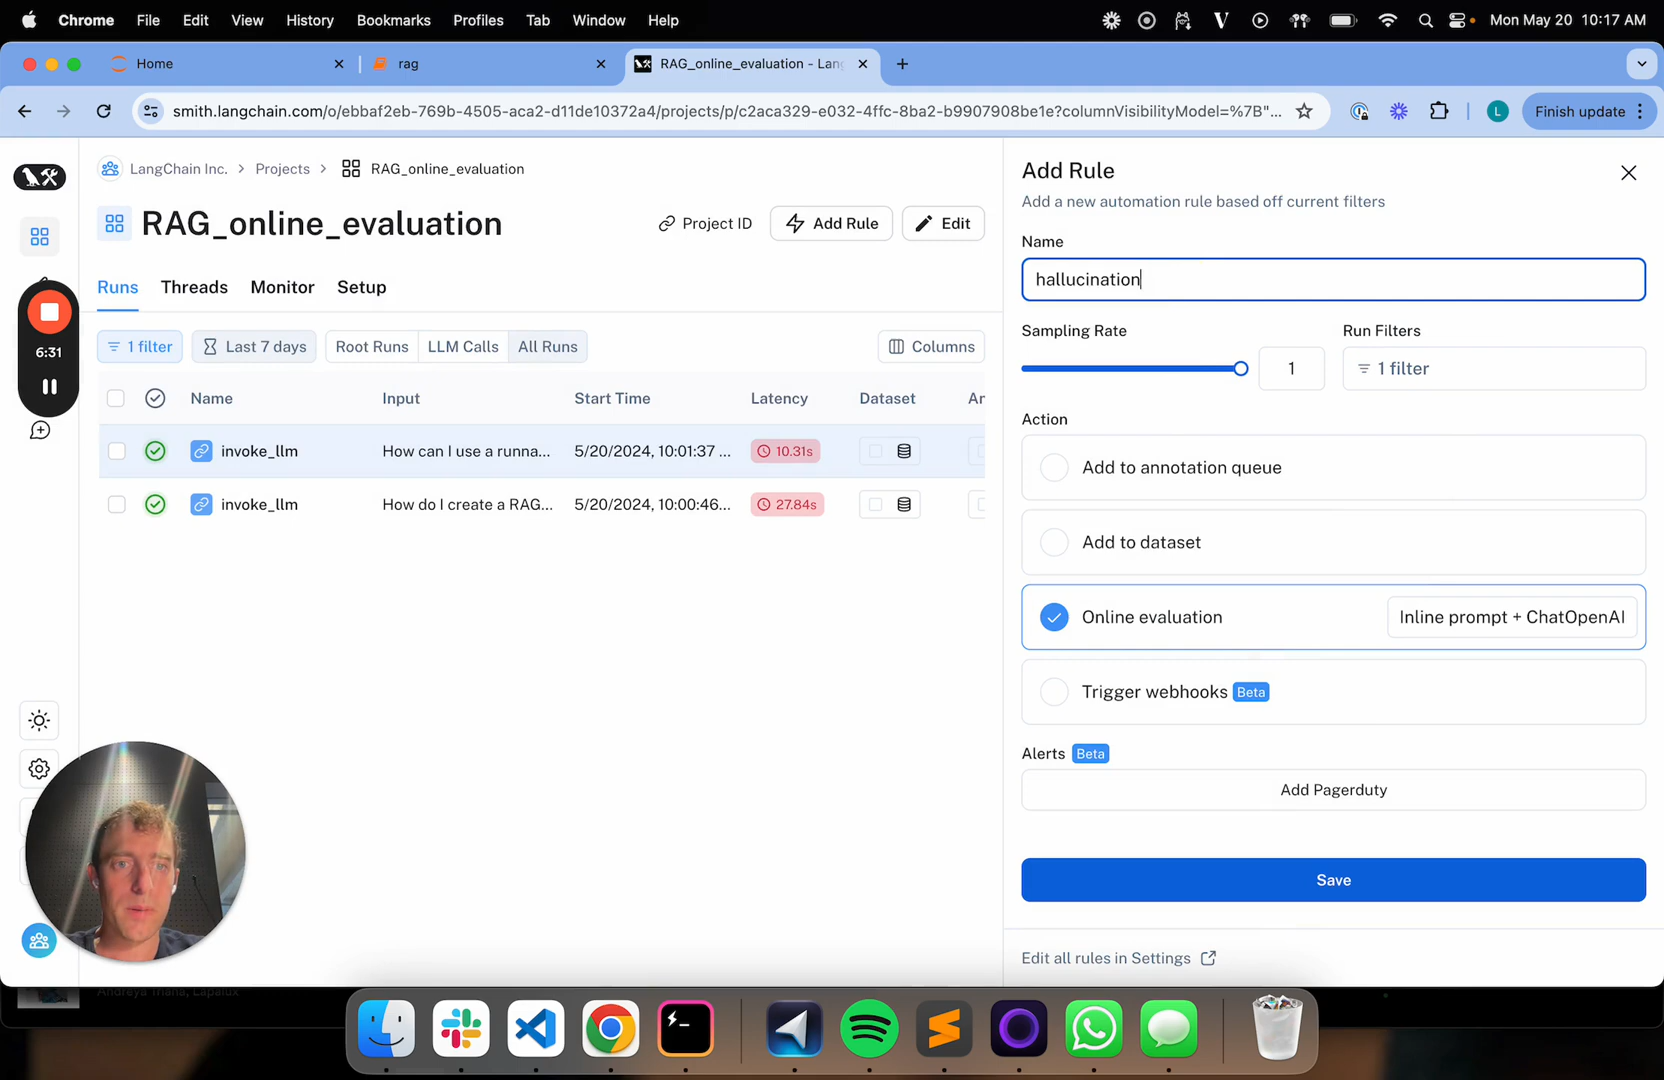 Chrome File Edit View History Bookmarks Profiles Tab Window Help V Mon May 20 10:17 AM
Home rag RAG_online_evaluation - Lang
smith.langchain.com/o/ebbaf2eb-769b-4505-aca2-d11de10372a4/projects/p/c2aca329-e032-4ffc-8ba2-b9907908be1e?columnVisibilityModel=%7B"... L Finish update
LangChain Inc. > Projects > RAG_online_evaluation
RAG_online_evaluation Project ID Add Rule Edit
Runs Threads Monitor Setup
1 filter Last 7 days Root Runs LLM Calls All Runs Columns
Name Input Start Time Latency Dataset An
invoke_llm How can I use a runna... 5/20/2024, 10:01:37 ... 10.31s
invoke_llm How do I create a RAG... 5/20/2024, 10:00:46... 27.84s
6:31
Add Rule
Add a new automation rule based off current filters
Name
hallucination
Sampling Rate Run Filters
1 1 filter
Action
Add to annotation queue
Add to dataset
Online evaluation Inline prompt + ChatOpenAI
Trigger webhooks Beta
Alerts Beta
Add Pagerduty
Save
Edit all rules in Settings
Andreya Triana, Lapalux